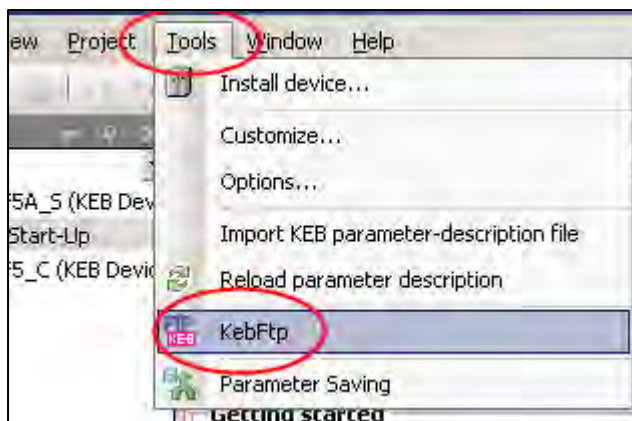 ew Project Tools Window Help
Install device...
Customize...
Options...
F5A_S (KEB Dev
Start-Up
Import KEB parameter-description file
F5_C (KEB Devic
Reload parameter description
KEB
KebFtp
Parameter Saving
Getting started